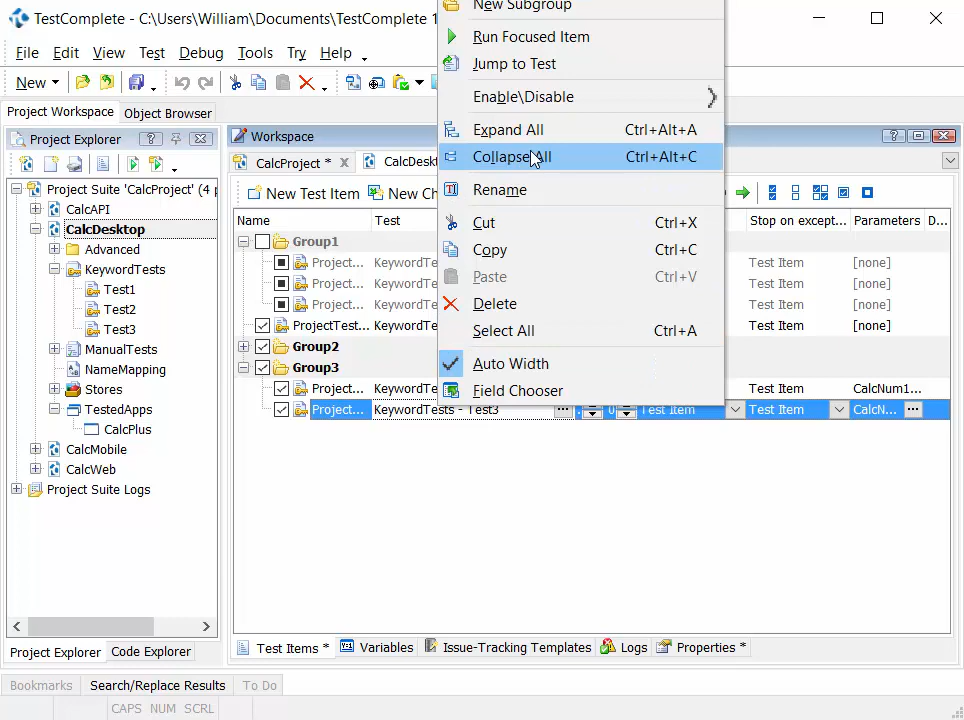 TestComplete - C:\Users\William\Documents\TestComplete 1
File Edit View Test Debug Tools Try Help
New
Project Workspace Object Browser
Project Explorer
Project Suite 'CalcProject' (4 p
CalcAPI
CalcDesktop
Advanced
KeywordTests
Test1
Test2
Test3
ManualTests
NameMapping
Stores
TestedApps
CalcPlus
CalcMobile
CalcWeb
Project Suite Logs
Project Explorer Code Explorer
Workspace
CalcProject * CalcDeskt
New Test Item New Ch
Name Test Stop on except... Parameters D...
Group1
Project... KeywordTe Test Item [none]
Project... KeywordTe Test Item [none]
Project... KeywordTe Test Item [none]
ProjectTest... KeywordTe Test Item [none]
Group2
Group3
Project... KeywordTe Test Item CalcNum1...
Project... KeywordTests - Test3 ... 0 Test Item Test Item CalcN... ...
New Subgroup
Run Focused Item
Jump to Test
Enable\Disable
Expand All Ctrl+Alt+A
Collapse All Ctrl+Alt+C
Rename
Cut Ctrl+X
Copy Ctrl+C
Paste Ctrl+V
Delete
Select All Ctrl+A
Auto Width
Field Chooser
Test Items * Variables Issue-Tracking Templates Logs Properties *
Bookmarks Search/Replace Results To Do
CAPS NUM SCRL